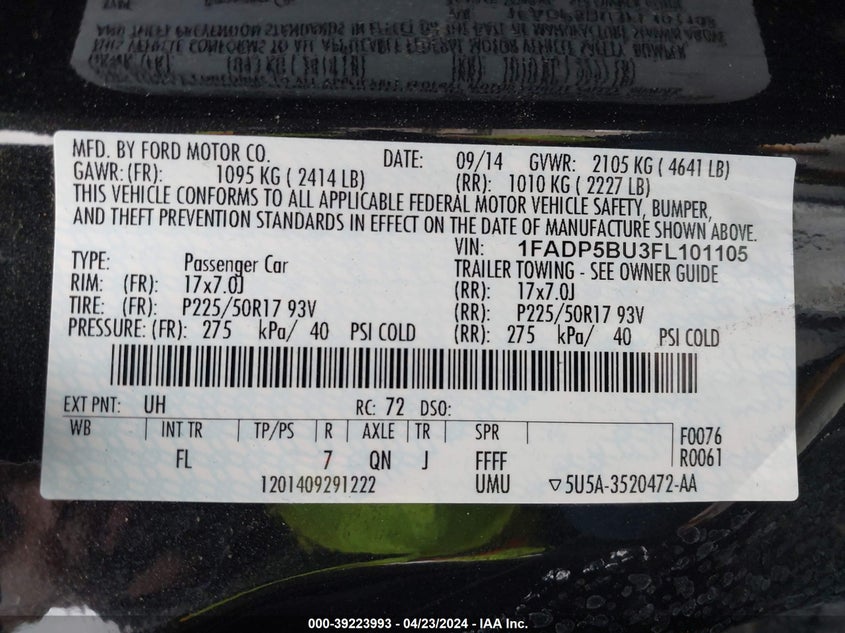 MFD. BY FORD MOTOR CO. DATE: 09/14 GVWR: 2105 KG ( 4641 LB)
GAWR: (FR): 1095 KG ( 2414 LB) (RR): 1010 KG ( 2227 LB)
THIS VEHICLE CONFORMS TO ALL APPLICABLE FEDERAL MOTOR VEHICLE SAFETY, BUMPER,
AND THEFT PREVENTION STANDARDS IN EFFECT ON THE DATE OF MANUFACTURE SHOWN ABOVE.
VIN: 1FADP5BU3FL101105
TYPE: Passenger Car TRAILER TOWING - SEE OWNER GUIDE
RIM: (FR): 17x7.0J (RR): 17x7.0J
TIRE: (FR): P225/50R17 93V (RR): P225/50R17 93V
PRESSURE: (FR): 275 kPa/ 40 PSI COLD (RR): 275 kPa/ 40 PSI COLD
EXT PNT: UH RC: 72 DSO:
WB | INT TR | TP/PS | R | AXLE | TR | SPR | F0076
FL 7 QN J FFFF R0061
1201409291222 UMU ▽5U5A-3520472-AA
000-39223993 - 04/23/2024 - IAA Inc.